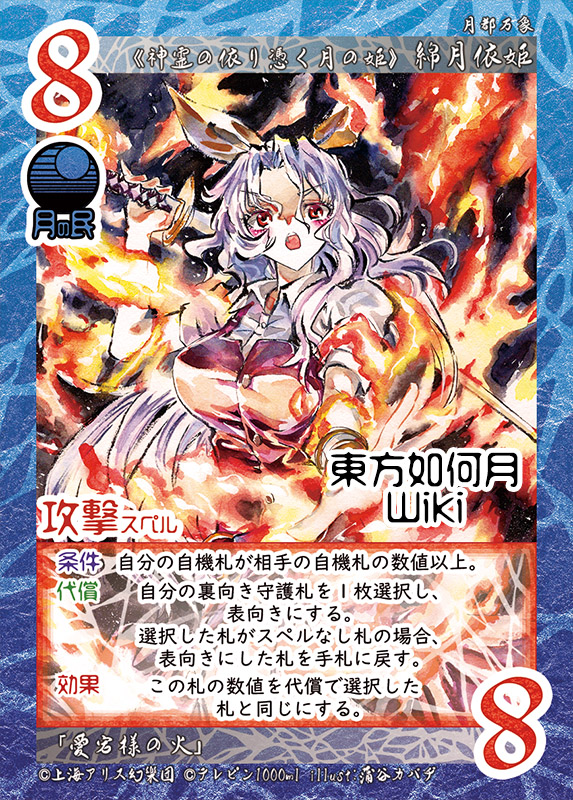 月都万象
8
《神霊の依り憑く月の姫》 綿月依姫
月の民
東方如何月
Wiki
攻撃スペル
条件 自分の自機札が相手の自機札の数値以上。
代償 自分の裏向き守護札を1枚選択し、
表向きにする。
選択した札がスペルなし札の場合、
表向きにした札を手札に戻す。
効果 この札の数値を代償で選択した
札と同じにする。
8
「愛宕様の火」
©上海アリス幻樂団 ©テレピン1000ml illust:蒲谷カバヂ